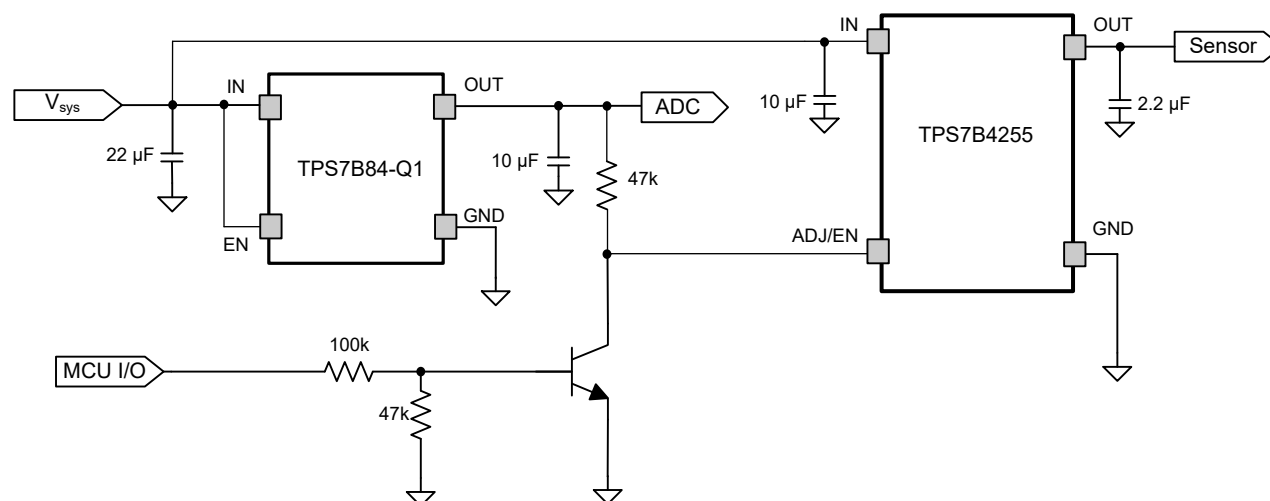 IN
OUT
Sensor
IN
OUT
V_sys
ADC
10 µF
2.2 µF
TPS7B4255
22 µF
TPS7B84-Q1
10 µF
47k
EN
GND
ADJ/EN
GND
100k
MCU I/O
47k